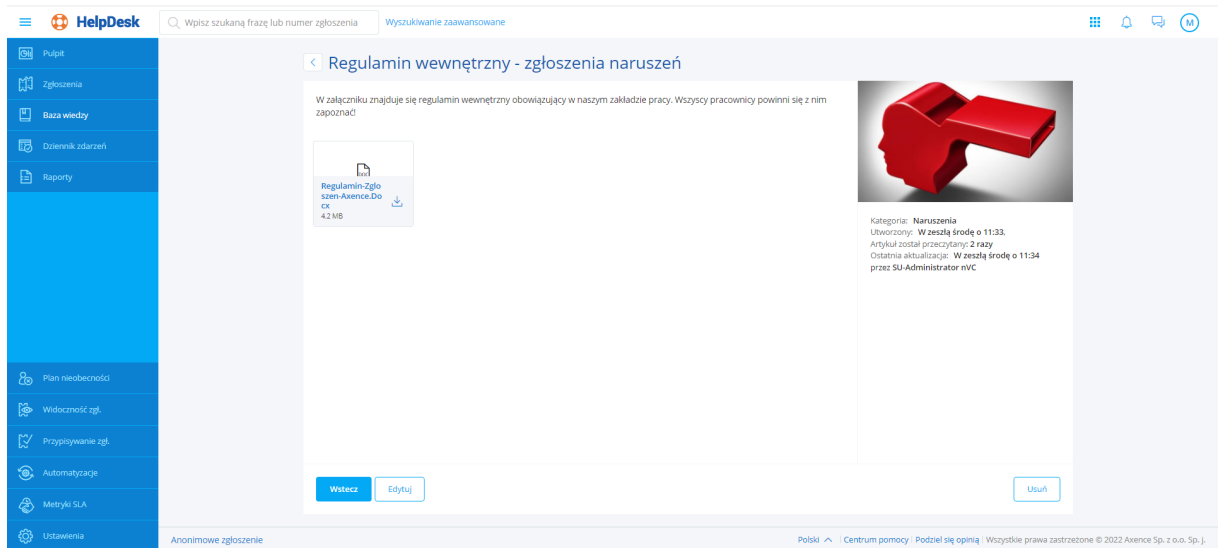 HelpDesk
Wpisz szukaną frazę lub numer zgłoszenia
Wyszukiwanie zaawansowane
M
Pulpit
Zgłoszenia
Baza wiedzy
Dziennik zdarzeń
Raporty
Plan nieobecności
Widoczność zgł.
Przypisywanie zgł.
Automatyzacje
Metryki SLA
Ustawienia
Regulamin wewnętrzny - zgłoszenia naruszeń
W załączniku znajduje się regulamin wewnętrzny obowiązujący w naszym zakładzie pracy. Wszyscy pracownicy powinni się z nim
zapoznać!
Regulamin-Zglo
szen-Axence.Do
cx
4.2 MB
Kategoria: Naruszenia
Utworzony: W zeszłą środę o 11:33.
Artykuł został przeczytany: 2 razy
Ostatnia aktualizacja: W zeszłą środę o 11:34
przez SU-Administrator nVC
Wstecz
Edytuj
Usuń
Anonimowe zgłoszenie
Polski | Centrum pomocy | Podziel się opinią | Wszystkie prawa zastrzeżone © 2022 Axence Sp. z o.o. Sp. j.